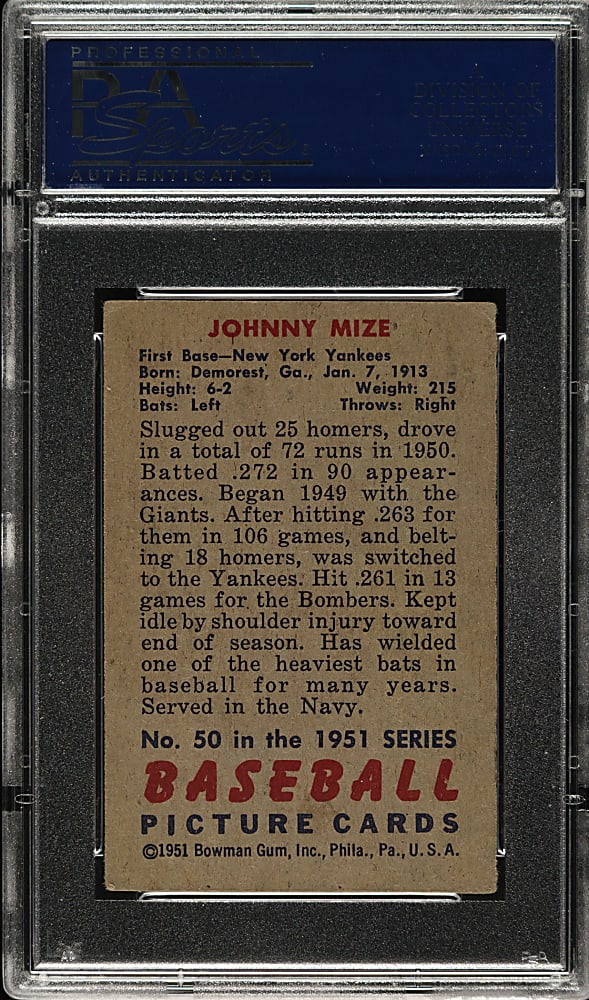 PROFESSIONAL
PSA
Sports
AUTHENTICATOR
A
DIVISION OF
COLLECTORS
UNIVERSE
JOHNNY MIZE
First Base—New York Yankees
Born: Demorest, Ga., Jan. 7, 1913
Height: 6-2 Weight: 215
Bats: Left Throws: Right
Slugged out 25 homers, drove
in a total of 72 runs in 1950.
Batted .272 in 90 appear-
ances. Began 1949 with the
Giants. After hitting .263 for
them in 106 games, and belt-
ing 18 homers, was switched
to the Yankees. Hit .261 in 13
games for the Bombers. Kept
idle by shoulder injury toward
end of season. Has wielded
one of the heaviest bats in
baseball for many years.
Served in the Navy.
No. 50 in the 1951 SERIES
BASEBALL
PICTURE CARDS
©1951 Bowman Gum, Inc., Phila., Pa., U. S. A.